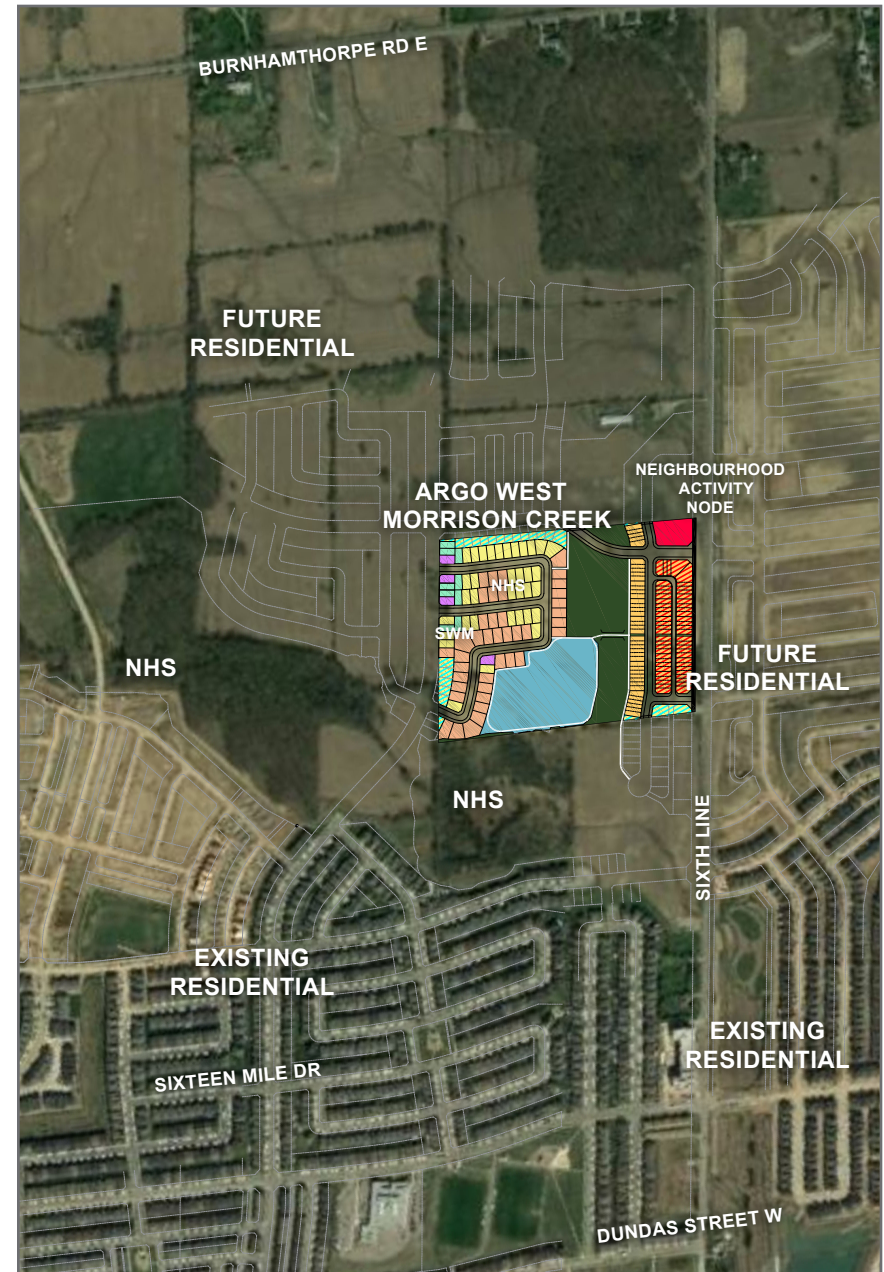 BURNHAMTHORPE RD E
FUTURE
RESIDENTIAL
NEIGHBOURHOOD
ACTIVITY
NODE
ARGO WEST
MORRISON CREEK
NHS
SWM
NHS
FUTURE
RESIDENTIAL
NHS
SIXTH LINE
EXISTING
RESIDENTIAL
EXISTING
RESIDENTIAL
SIXTEEN MILE DR
DUNDAS STREET W